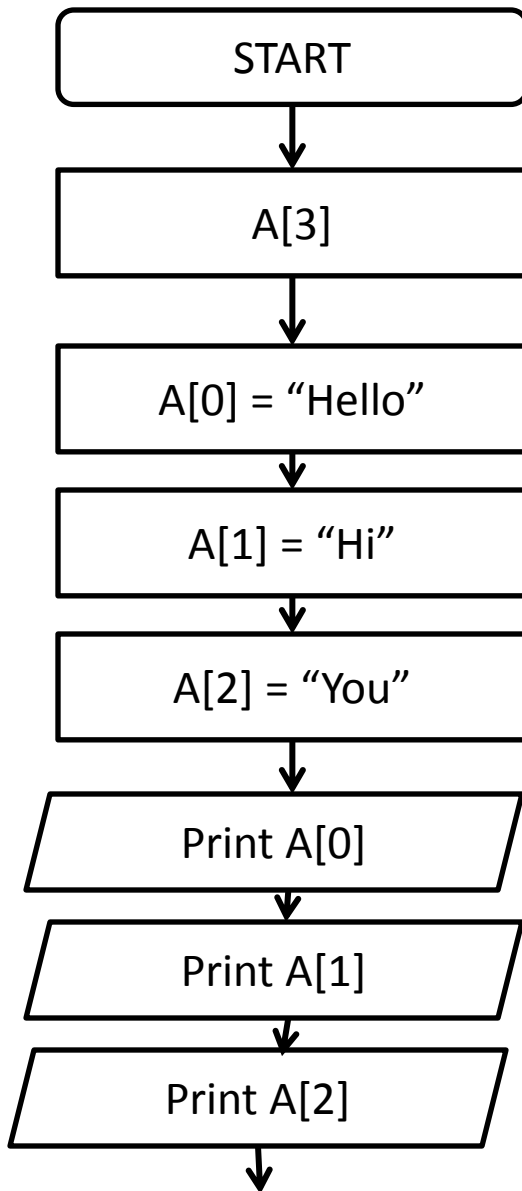 START
A[3]
A[0] = “Hello”
A[1] = “Hi”
A[2] = “You”
Print A[0]
Print A[1]
Print A[2]